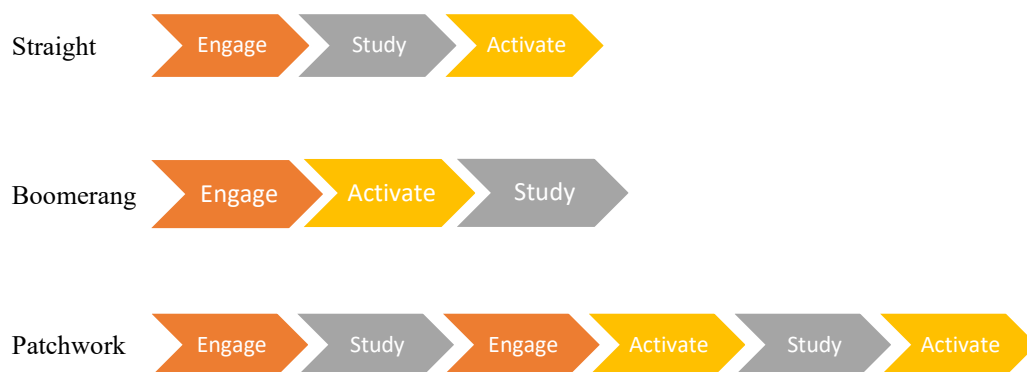 Straight Engage Study Activate
Boomerang Engage Activate Study
Patchwork Engage Study Engage Activate Study Activate